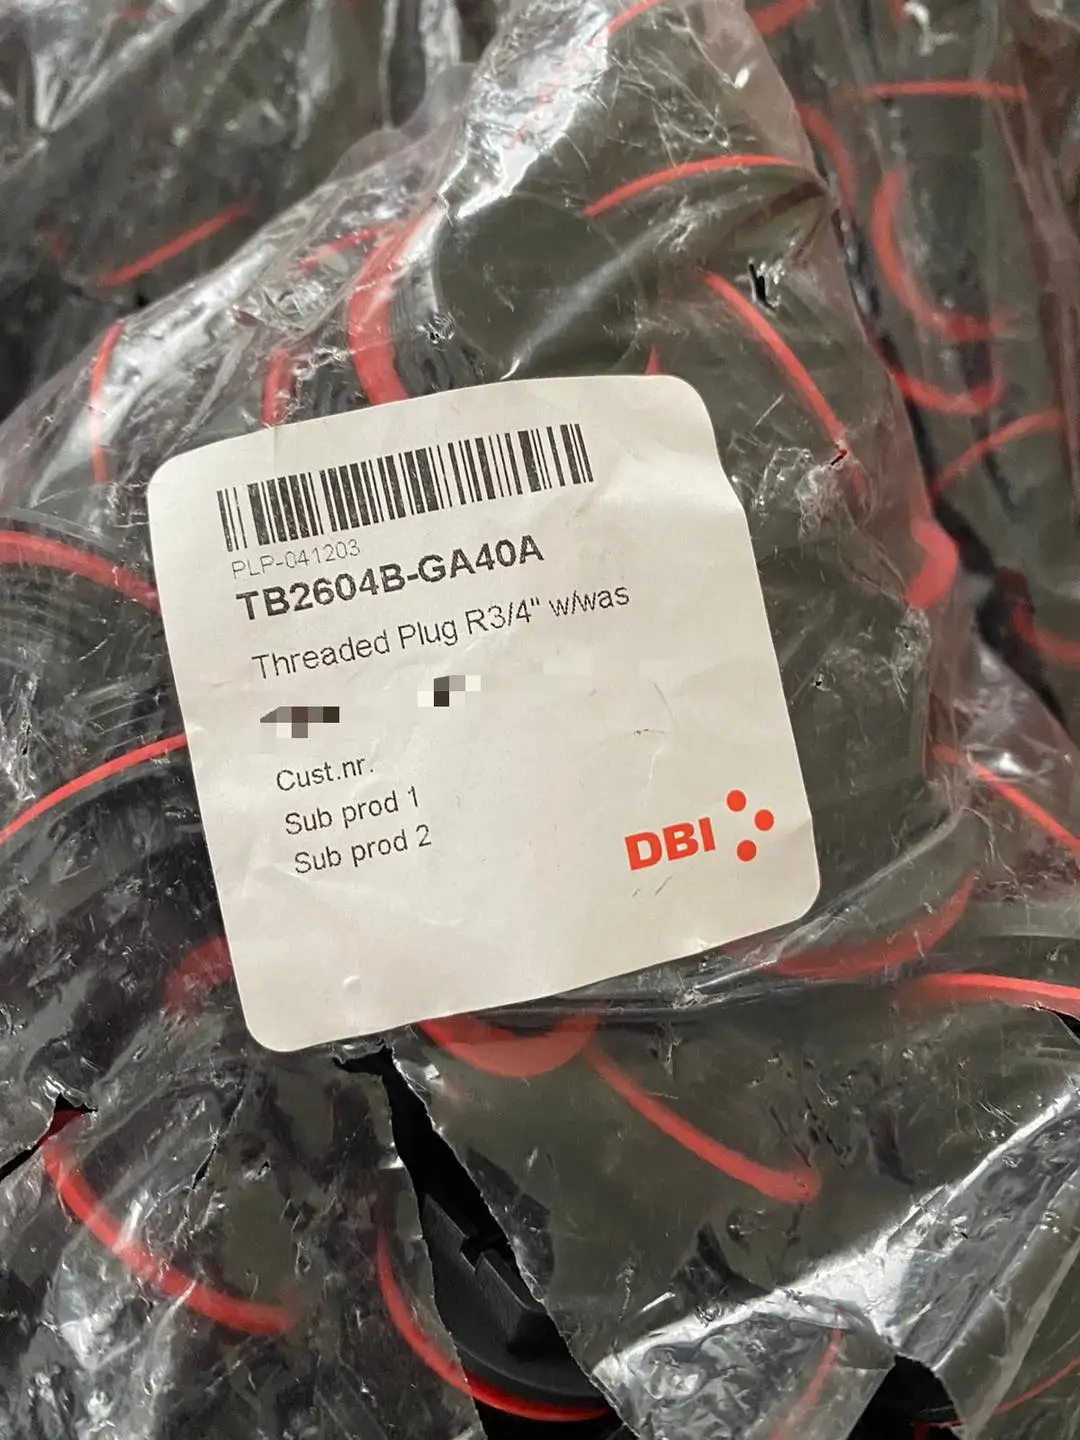 PLP-041203
TB2604B-GA40A
Threaded Plug R3/4" w/was
Cust.nr.
Sub prod 1
Sub prod 2
DBI